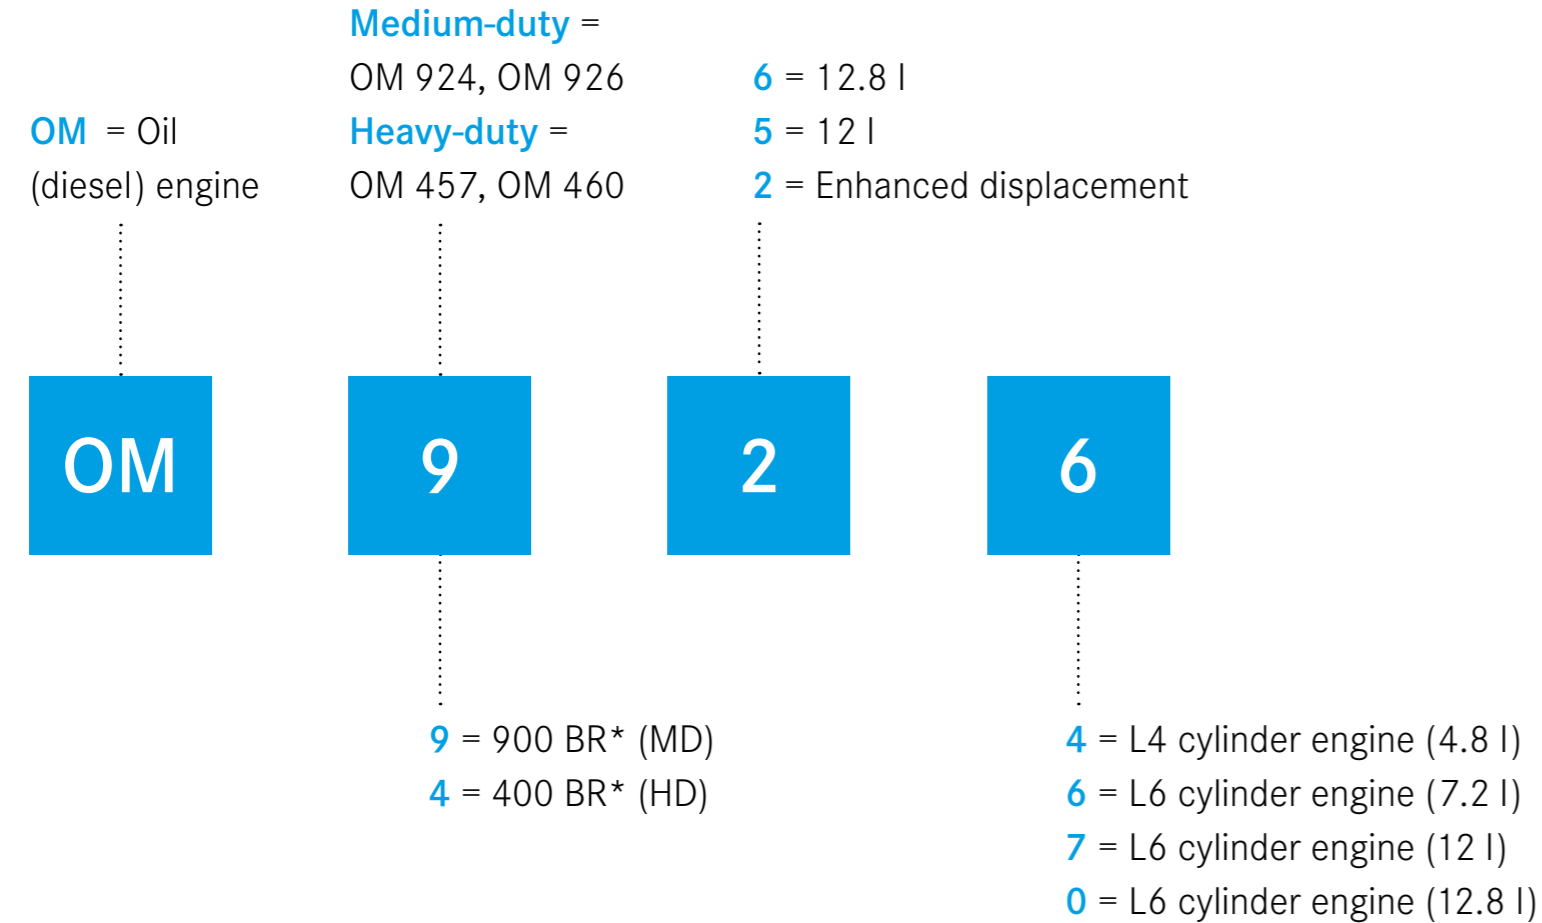 OM = Oil
(diesel) engine
Medium-duty =
OM 924, OM 926
Heavy-duty =
OM 457, OM 460
6 = 12.8 l
5 = 12 l
2 = Enhanced displacement
OM
9
2
6
9 = 900 BR* (MD)
4 = 400 BR* (HD)
4 = L4 cylinder engine (4.8 l)
6 = L6 cylinder engine (7.2 l)
7 = L6 cylinder engine (12 l)
0 = L6 cylinder engine (12.8 l)